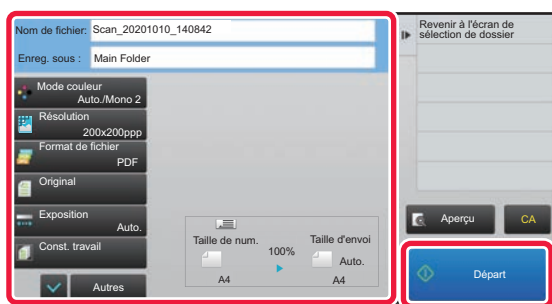 Nom de fichier: Scan_20201010_140842
Enreg. sous : Main Folder
Mode couleur
Auto./Mono 2
Résolution
200x200ppp
Format de fichier
PDF
Original
Exposition
Auto.
Const. travail
Autres
Taille de num.
A4
100%
Taille d'envoi
Auto.
A4
Revenir à l'écran de
sélection de dossier
Aperçu
CA
Départ